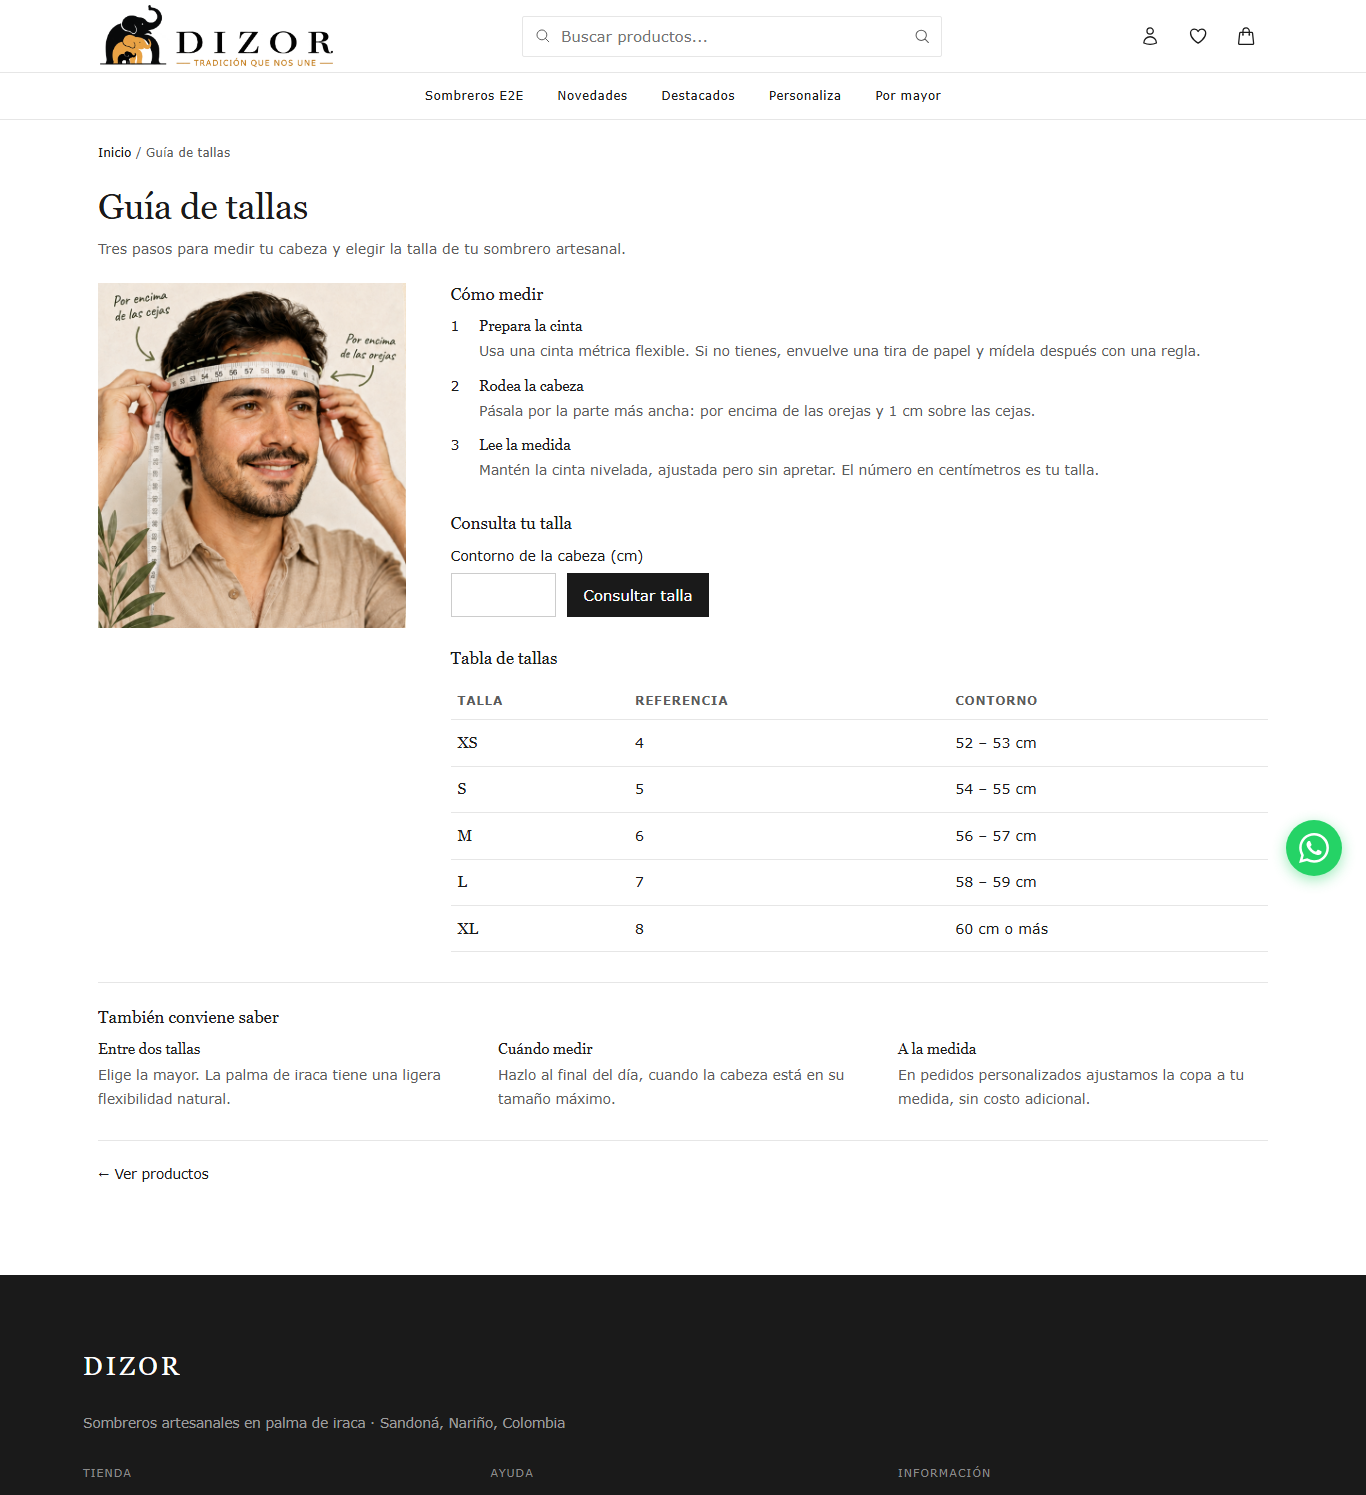 DIZOR
TRADICIÓN QUE NOS UNE
Buscar productos...
Sombreros E2E
Novedades
Destacados
Personaliza
Por mayor
Inicio / Guía de tallas
Guía de tallas
Tres pasos para medir tu cabeza y elegir la talla de tu sombrero artesanal.
Por encima
de las cejas
Por encima
de las orejas
54 55 56 57 58 59
Cómo medir
1 Prepara la cinta
Usa una cinta métrica flexible. Si no tienes, envuelve una tira de papel y mídela después con una regla.
2 Rodea la cabeza
Pásala por la parte más ancha: por encima de las orejas y 1 cm sobre las cejas.
3 Lee la medida
Mantén la cinta nivelada, ajustada pero sin apretar. El número en centímetros es tu talla.
Consulta tu talla
Contorno de la cabeza (cm)
Consultar talla
Tabla de tallas
TALLA REFERENCIA CONTORNO
XS 4 52 – 53 cm
S 5 54 – 55 cm
M 6 56 – 57 cm
L 7 58 – 59 cm
XL 8 60 cm o más
También conviene saber
Entre dos tallas
Elige la mayor. La palma de iraca tiene una ligera
flexibilidad natural.
Cuándo medir
Hazlo al final del día, cuando la cabeza está en su
tamaño máximo.
A la medida
En pedidos personalizados ajustamos la copa a tu
medida, sin costo adicional.
← Ver productos
DIZOR
Sombreros artesanales en palma de iraca · Sandoná, Nariño, Colombia
TIENDA
AYUDA
INFORMACIÓN